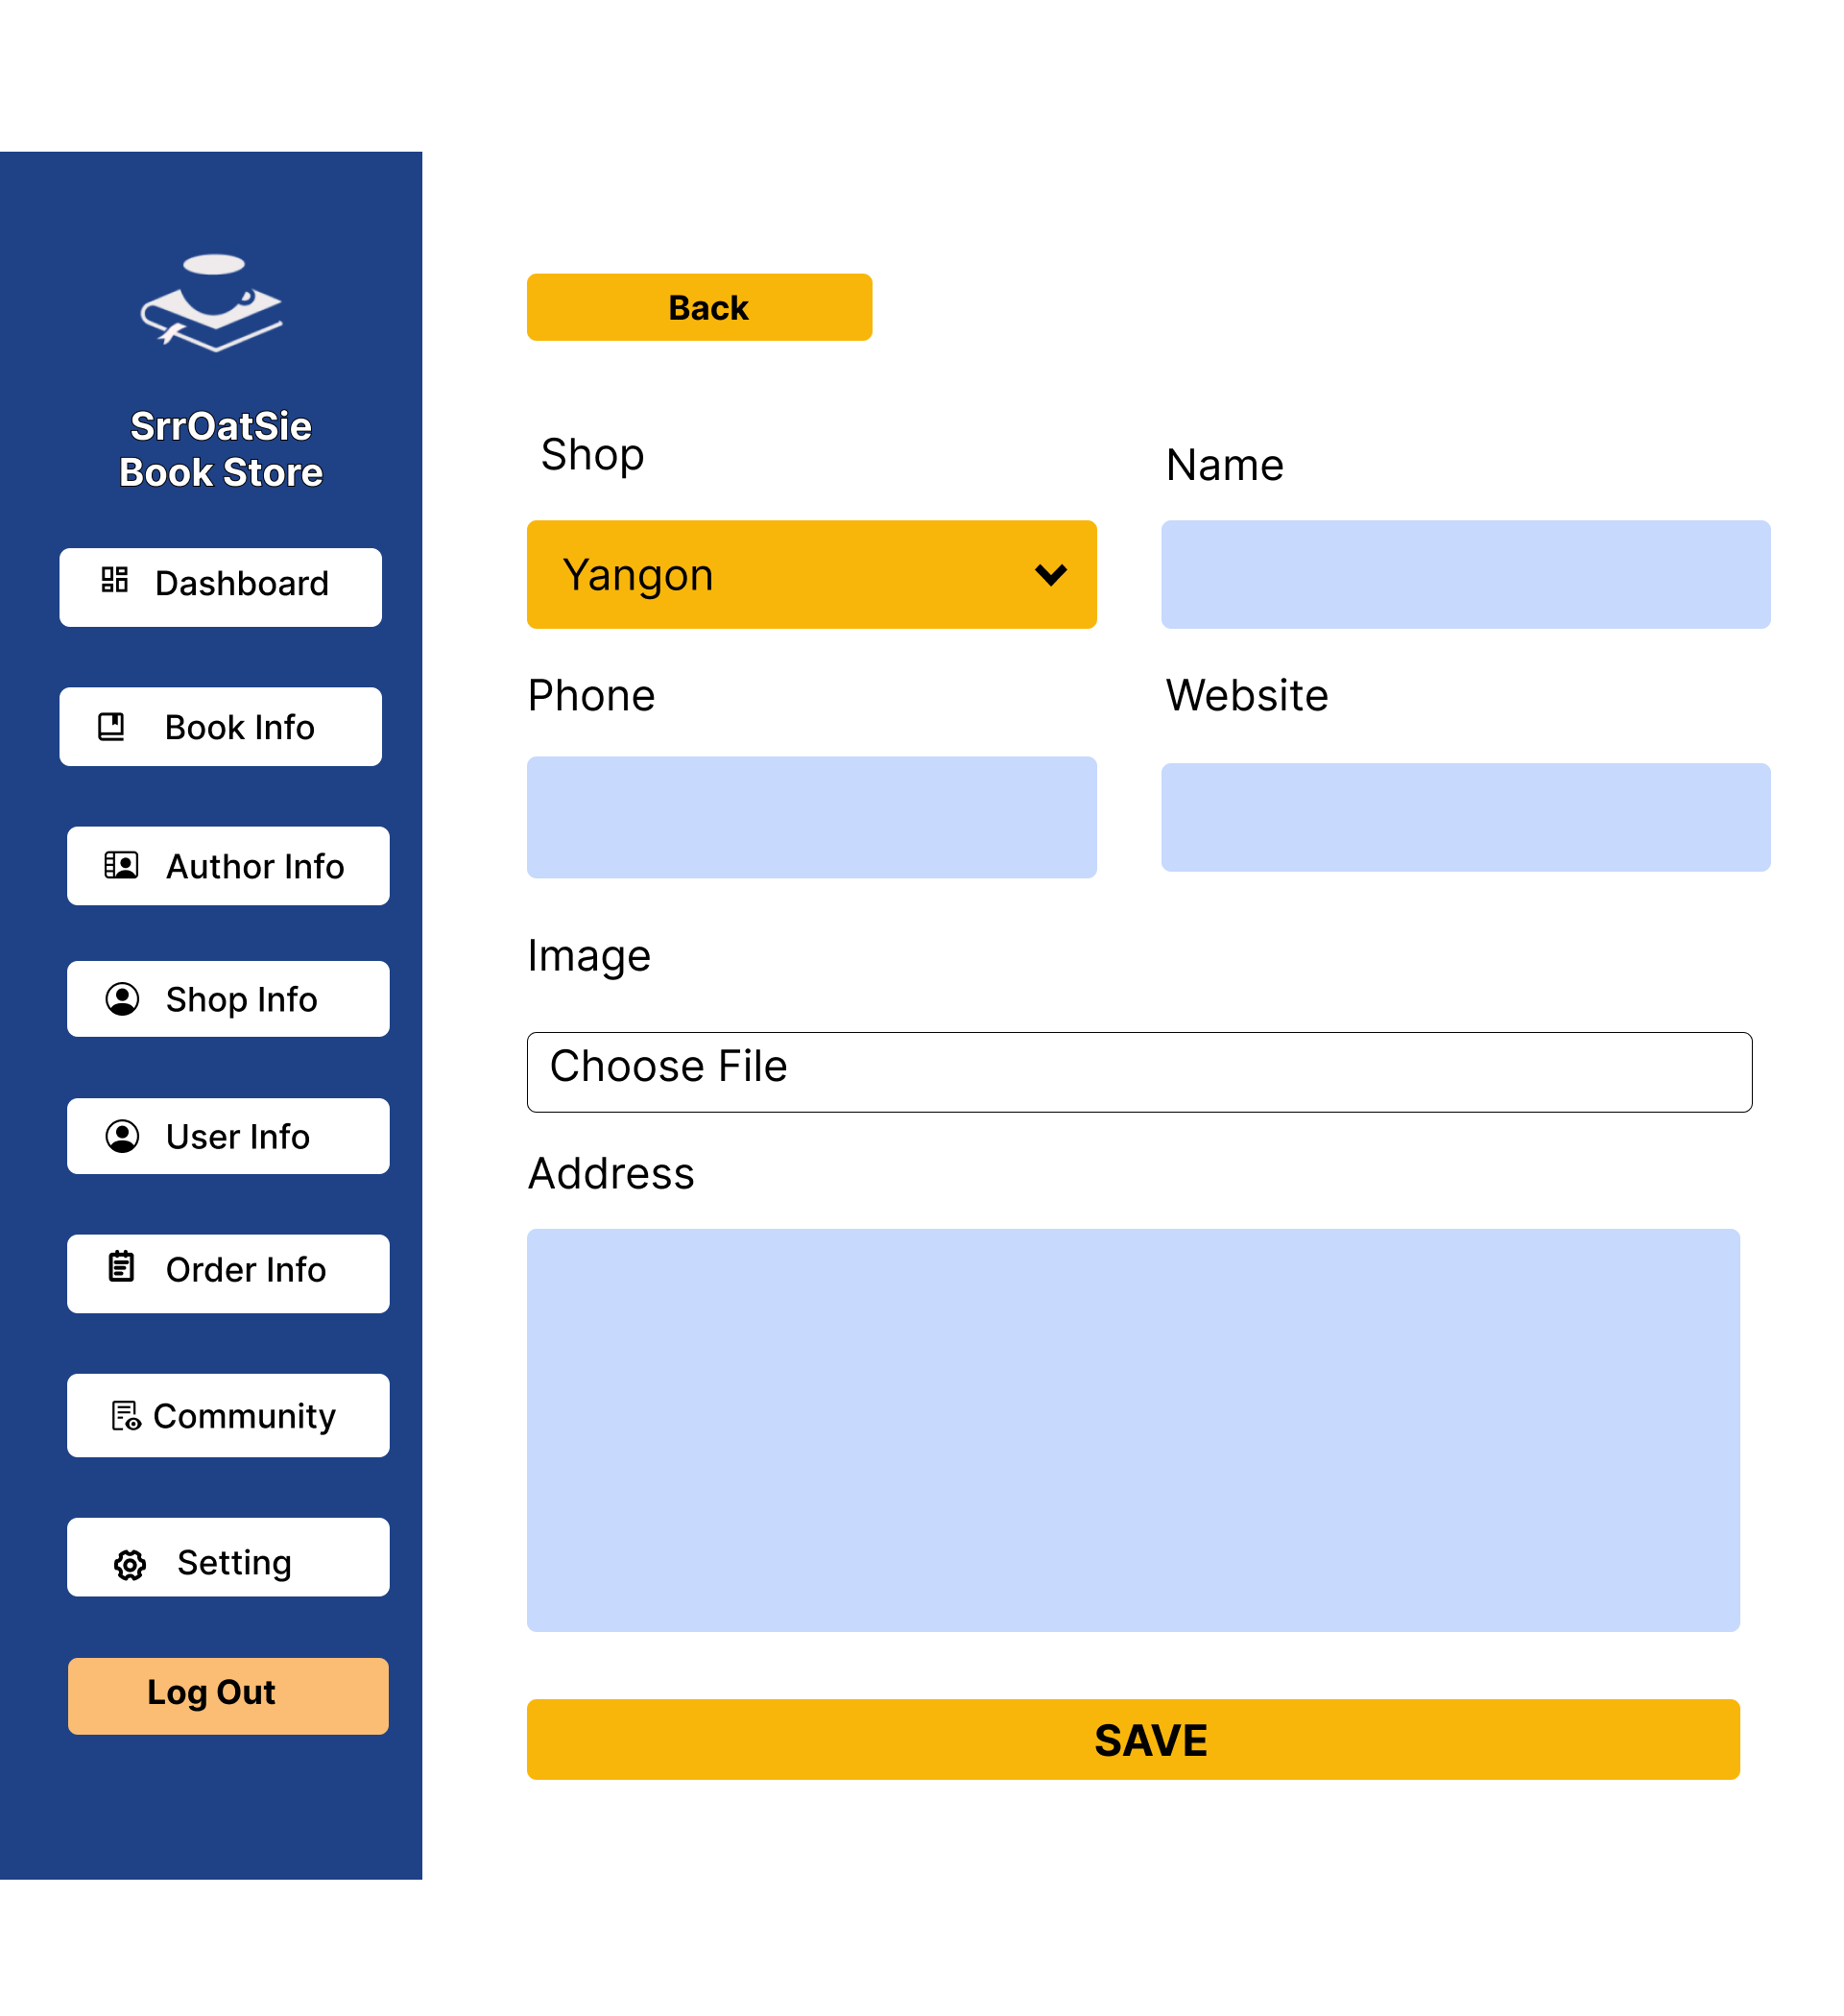 SrrOatSie
Book Store
Dashboard
Book Info
Author Info
Shop Info
User Info
Order Info
Community
Setting
Log Out
Back
Shop
Name
Yangon
Phone
Website
Image
Choose File
Address
SAVE